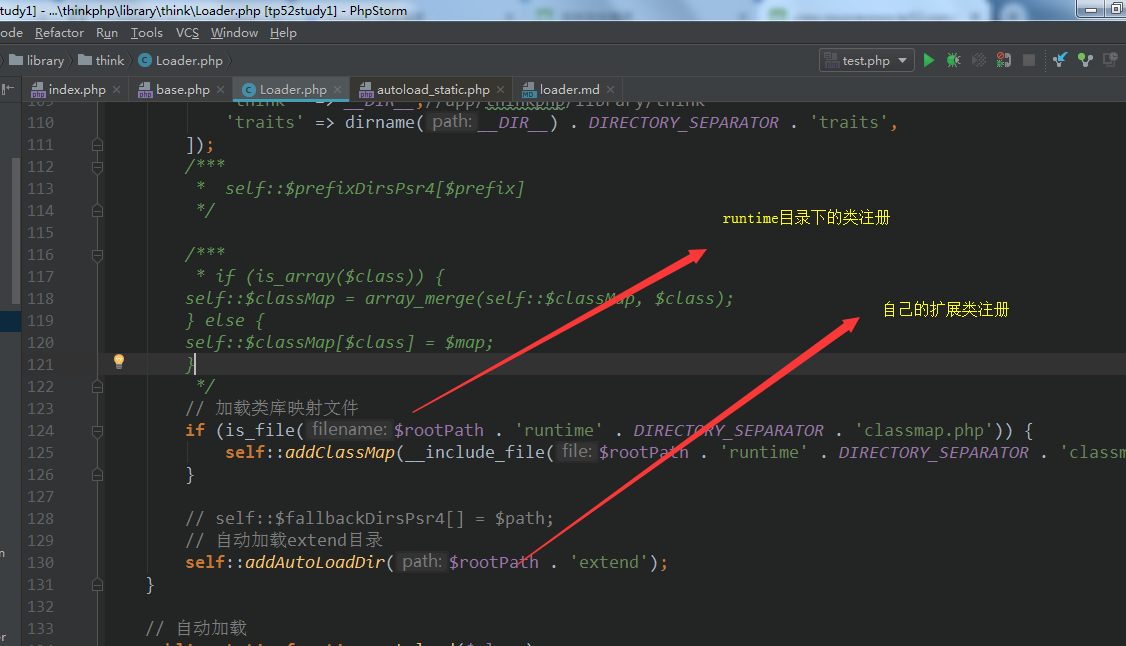 tudy1] - ...\thinkphp\library\think\Loader.php [tp52study1] - PhpStorm
ode Refactor Run Tools VCS Window Help
library think Loader.php test.php
index.php base.php Loader.php autoload_static.php loader.md
109 'think' => __DIR__,//app/thinkphp/library/think
110 'traits' => dirname( path: __DIR__) . DIRECTORY_SEPARATOR . 'traits',
111 ]);
112 /***
113 * self::$prefixDirsPsr4[$prefix]
114 */
runtime目录下的类注册
115
116 /***
117 * if (is_array($class)) {
118 self::$classMap = array_merge(self::$classMap, $class);
自己的扩展类注册
119 } else {
120 self::$classMap[$class] = $map;
121 }
122 */
123 // 加载类库映射文件
124 if (is_file( filename: $rootPath . 'runtime' . DIRECTORY_SEPARATOR . 'classmap.php')) {
125 self::addClassMap(__include_file( file: $rootPath . 'runtime' . DIRECTORY_SEPARATOR . 'classm
126 }
127
128 // self::$fallbackDirsPsr4[] = $path;
129 // 自动加载extend目录
130 self::addAutoLoadDir( path: $rootPath . 'extend');
131 }
132
133 // 自动加载